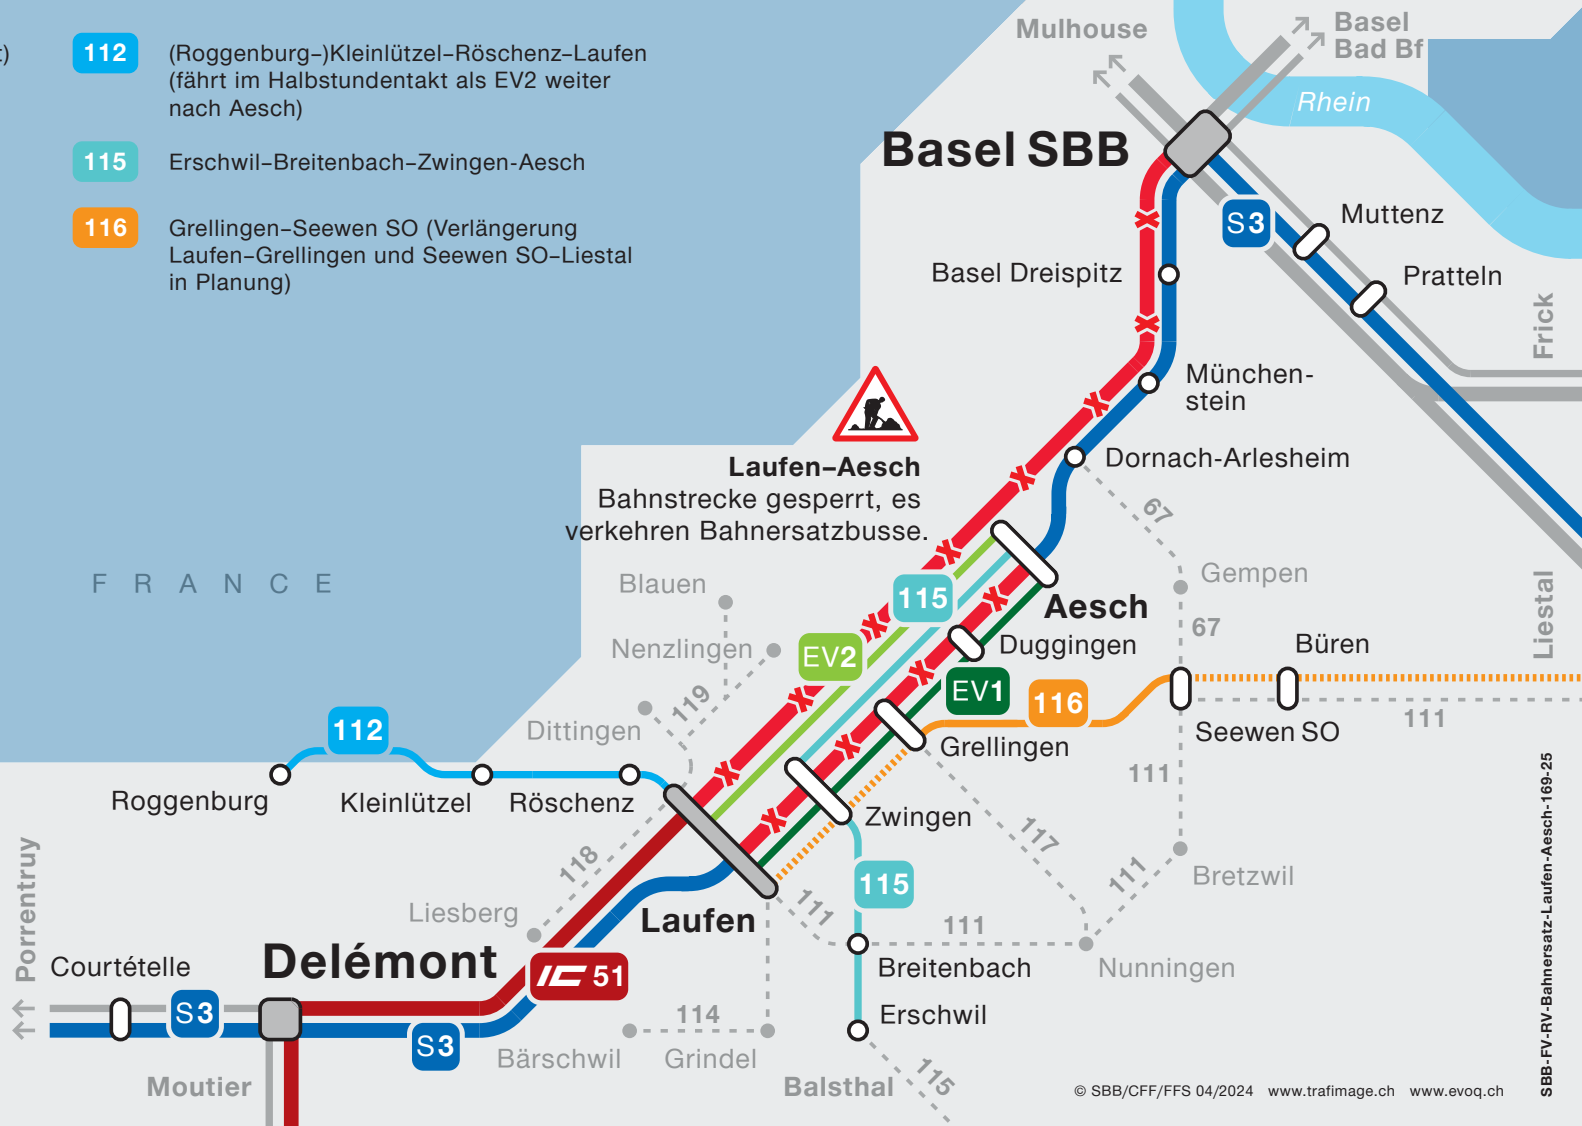 t)
112
(Roggenburg–)Kleinlützel–Röschenz–Laufen
(fährt im Halbstundentakt als EV2 weiter
nach Aesch)
115
Erschwil–Breitenbach–Zwingen-Aesch
116
Grellingen–Seewen SO (Verlängerung
Laufen–Grellingen und Seewen SO–Liestal
in Planung)
Mulhouse
Basel
Bad Bf
Rhein
Basel SBB
S3
Muttenz
Pratteln
Basel Dreispitz
Frick
München-
stein
Dornach-Arlesheim
Laufen–Aesch
Bahnstrecke gesperrt, es
verkehren Bahnersatzbusse.
67
FRANCE
Blauen
115
Gempen
Aesch
Liestal
67
Nenzlingen
EV2
Duggingen
Büren
119
EV1
116
Dittingen
112
Grellingen
Seewen SO
111
Roggenburg
Kleinlützel
Röschenz
111
Zwingen
117
Porrentruy
118
115
111
Bretzwil
Liesberg
Laufen
111
111
Courtételle
Delémont
IC 51
Breitenbach
Nunningen
S3
S3
114
Erschwil
Bärschwil
Grindel
Moutier
Balsthal
115
© SBB/CFF/FFS 04/2024 www.trafimage.ch www.evoq.ch
SBB-FV-RV-Bahnersatz-Laufen-Aesch-169-25